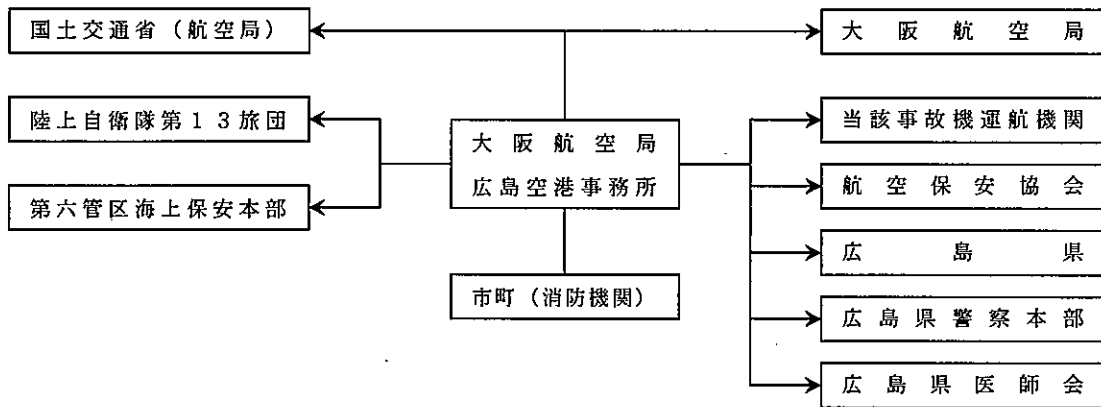 国土交通省（航空局）
大阪航空局
陸上自衛隊第１３旅団
第六管区海上保安本部
大阪航空局
広島空港事務所
市町（消防機関）
当該事故機運航機関
航空保安協会
広島県
広島県警察本部
広島県医師会